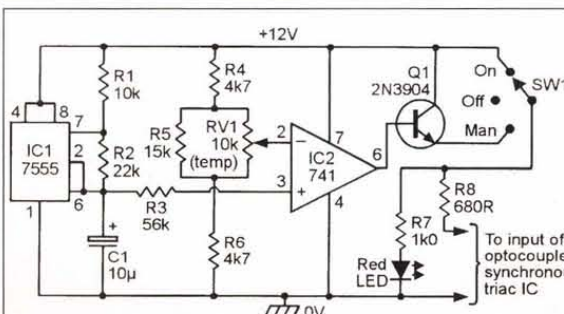 +12V
R1
10k
R4
4k7
Q1
2N3904
On
SW1
Off
Man
4
8
7
IC1
7555
2
6
1
R2
22k
R5
15k
RV1
10k
(temp)
2
7
IC2
741
6
3
4
R3
56k
C1
10µ
+
R6
4k7
R7
1k0
R8
680R
Red
LED
To input of
synchronou
triac IC
0V
−
+